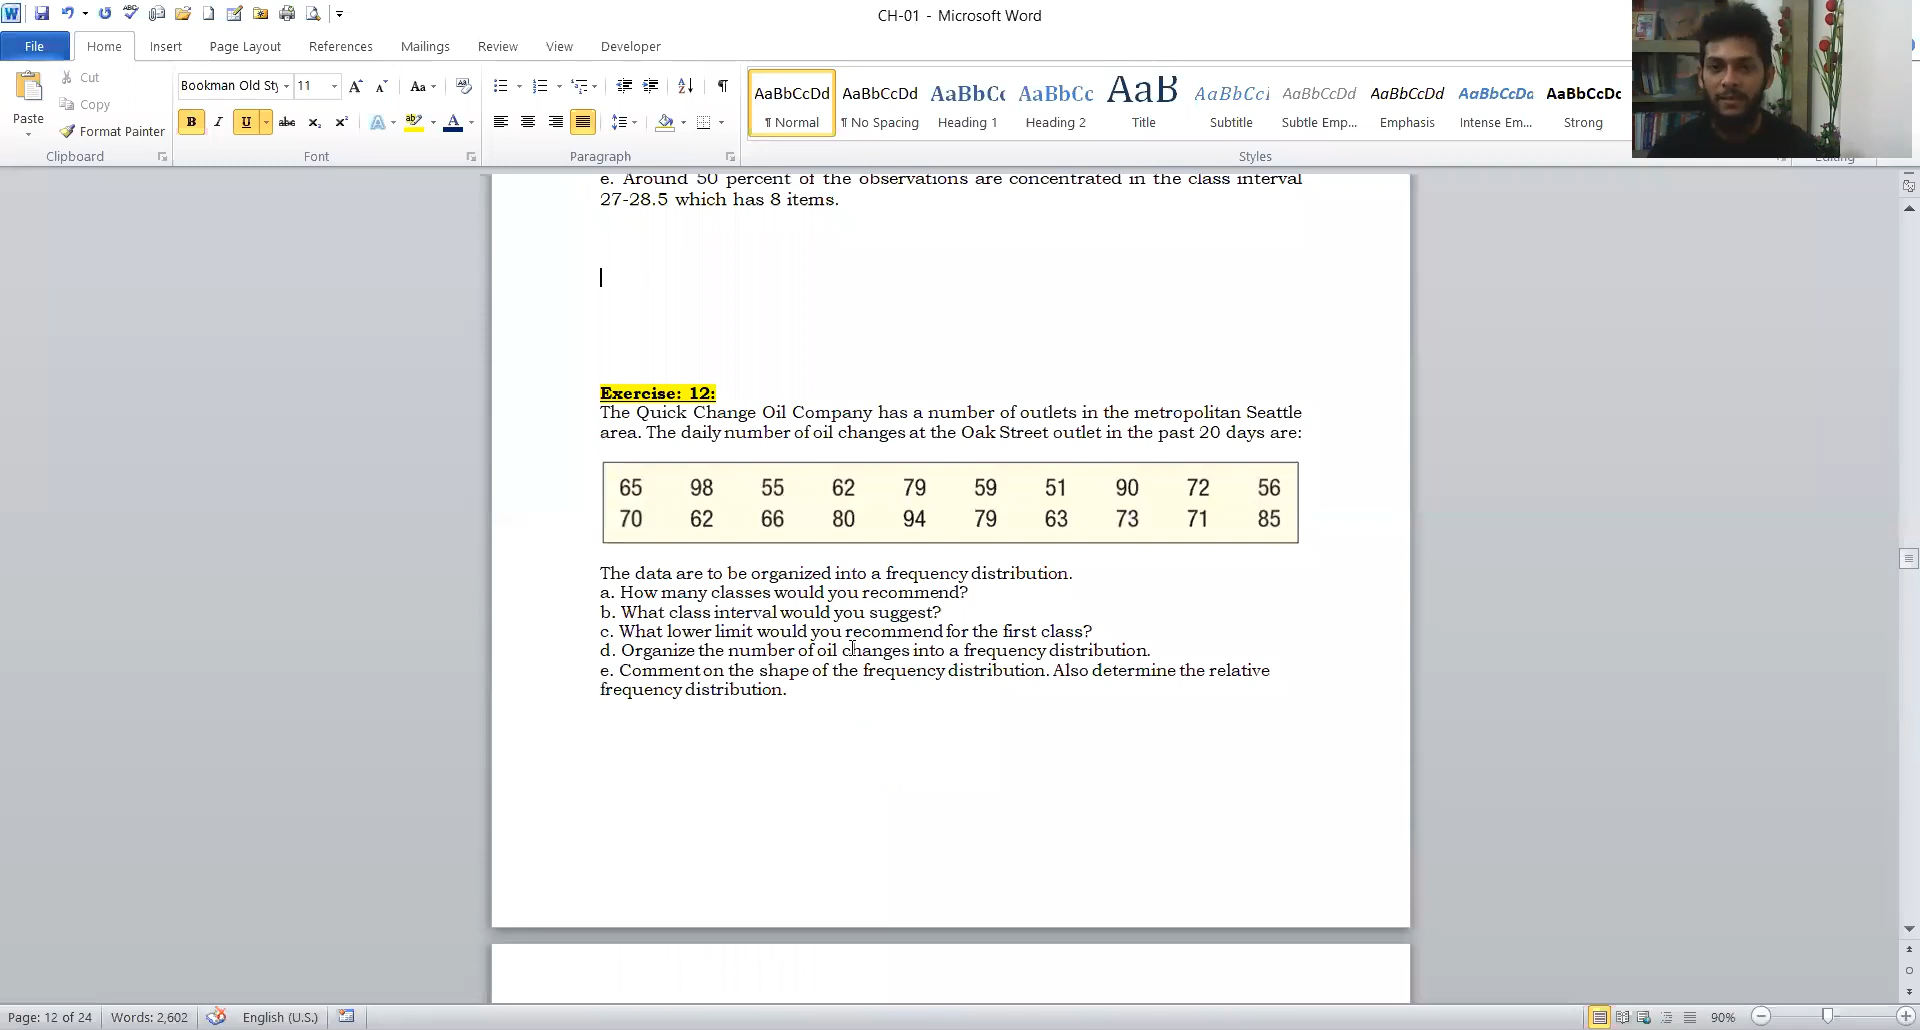 CH-01 - Microsoft Word
File Home Insert Page Layout References Mailings Review View Developer
Paste
Cut
Copy
Format Painter
Clipboard
Bookman Old Sty 11
Font
Paragraph
AaBbCcDd ¶ Normal
AaBbCcDd ¶ No Spacing
AaBbCc Heading 1
AaBbCc Heading 2
AaB Title
AaBbCcI Subtitle
AaBbCcDd Subtle Emp...
AaBbCcDd Emphasis
AaBbCcDd Intense Em...
AaBbCcDc Strong
Styles
e. Around 50 percent of the observations are concentrated in the class interval
27-28.5 which has 8 items.
Exercise: 12:
The Quick Change Oil Company has a number of outlets in the metropolitan Seattle
area. The daily number of oil changes at the Oak Street outlet in the past 20 days are:
65 98 55 62 79 59 51 90 72 56
70 62 66 80 94 79 63 73 71 85
The data are to be organized into a frequency distribution.
a. How many classes would you recommend?
b. What class interval would you suggest?
c. What lower limit would you recommend for the first class?
d. Organize the number of oil changes into a frequency distribution.
e. Comment on the shape of the frequency distribution. Also determine the relative
frequency distribution.
Page: 12 of 24 Words: 2,602 English (U.S.) 90%